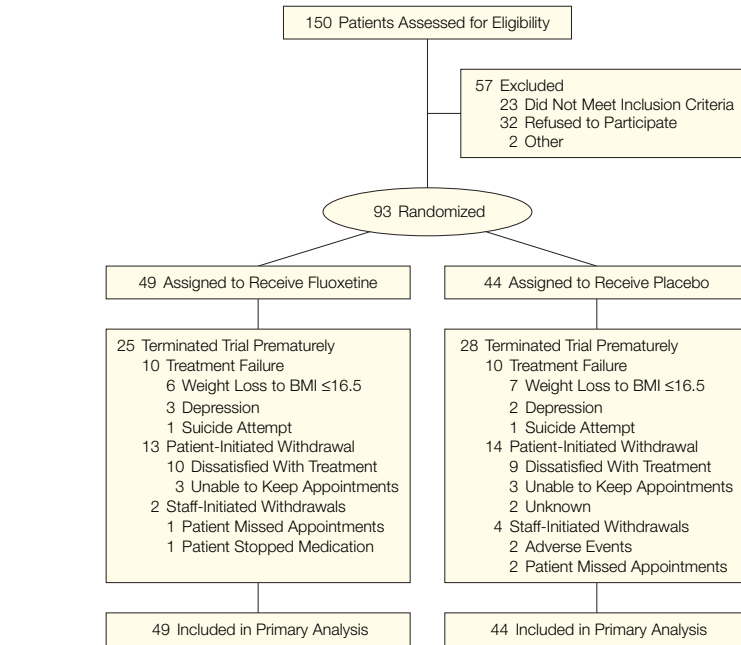 150 Patients Assessed for Eligibility
57 Excluded
23 Did Not Meet Inclusion Criteria
32 Refused to Participate
2 Other
93 Randomized
49 Assigned to Receive Fluoxetine
44 Assigned to Receive Placebo
25 Terminated Trial Prematurely
10 Treatment Failure
6 Weight Loss to BMI ≤16.5
3 Depression
1 Suicide Attempt
13 Patient-Initiated Withdrawal
10 Dissatisfied With Treatment
3 Unable to Keep Appointments
2 Staff-Initiated Withdrawals
1 Patient Missed Appointments
1 Patient Stopped Medication
28 Terminated Trial Prematurely
10 Treatment Failure
7 Weight Loss to BMI ≤16.5
2 Depression
1 Suicide Attempt
14 Patient-Initiated Withdrawal
9 Dissatisfied With Treatment
3 Unable to Keep Appointments
2 Unknown
4 Staff-Initiated Withdrawals
2 Adverse Events
2 Patient Missed Appointments
49 Included in Primary Analysis
44 Included in Primary Analysis